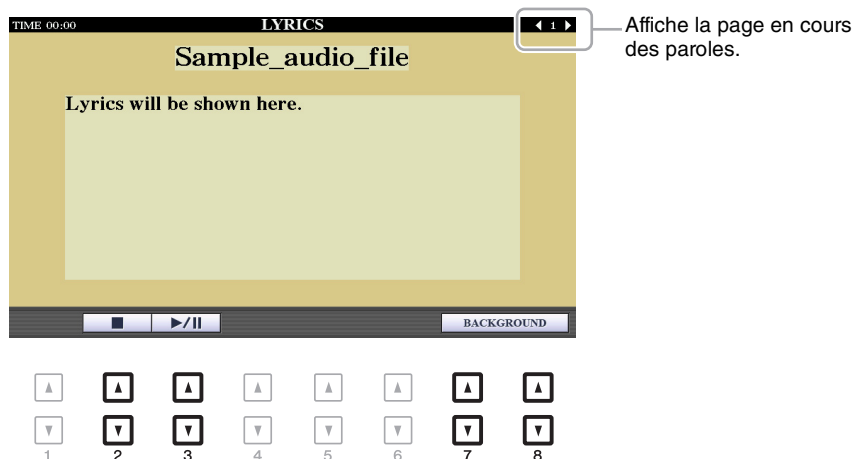 TIME 00:00 LYRICS 1
Affiche la page en cours
des paroles.
Sample_audio_file
Lyrics will be shown here.
BACKGROUND
1 2 3 4 5 6 7 8